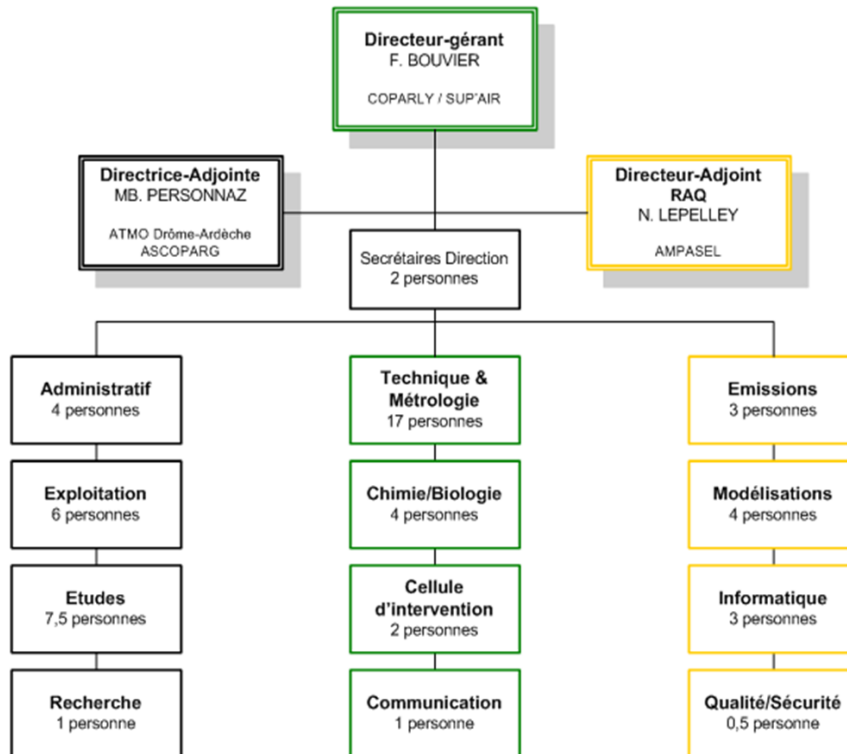 Directeur-gérant
F. BOUVIER
COPARLY / SUP'AIR
Directrice-Adjointe
MB. PERSONNAZ
ATMO Drôme-Ardèche
ASCOPARG
Directeur-Adjoint
RAQ
N. LEPELLEY
AMPASEL
Secrétaires Direction
2 personnes
Administratif
4 personnes
Technique &
Métrologie
17 personnes
Emissions
3 personnes
Exploitation
6 personnes
Chimie/Biologie
4 personnes
Modélisations
4 personnes
Etudes
7,5 personnes
Cellule
d'intervention
2 personnes
Informatique
3 personnes
Recherche
1 personne
Communication
1 personne
Qualité/Sécurité
0,5 personne